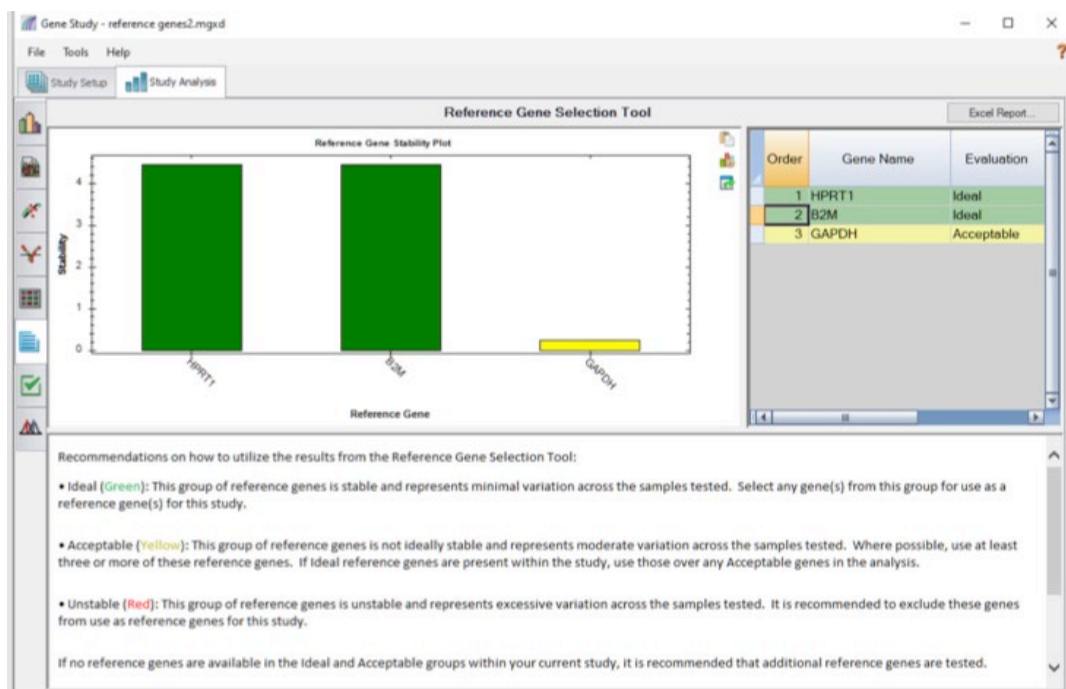 Gene Study - reference genes2.mgxd
File Tools Help
Study Setup Study Analysis
Reference Gene Selection Tool
Excel Report...
Reference Gene Stability Plot
4
3
2
1
0
Stability
HPRT1 B2M GAPDH
Reference Gene
Order Gene Name Evaluation
1 HPRT1 Ideal
2 B2M Ideal
3 GAPDH Acceptable
Recommendations on how to utilize the results from the Reference Gene Selection Tool:
• Ideal (Green): This group of reference genes is stable and represents minimal variation across the samples tested. Select any gene(s) from this group for use as a
reference gene(s) for this study.
• Acceptable (Yellow): This group of reference genes is not ideally stable and represents moderate variation across the samples tested. Where possible, use at least
three or more of these reference genes. If Ideal reference genes are present within the study, use those over any Acceptable genes in the analysis.
• Unstable (Red): This group of reference genes is unstable and represents excessive variation across the samples tested. It is recommended to exclude these genes
from use as reference genes for this study.
If no reference genes are available in the Ideal and Acceptable groups within your current study, it is recommended that additional reference genes are tested.